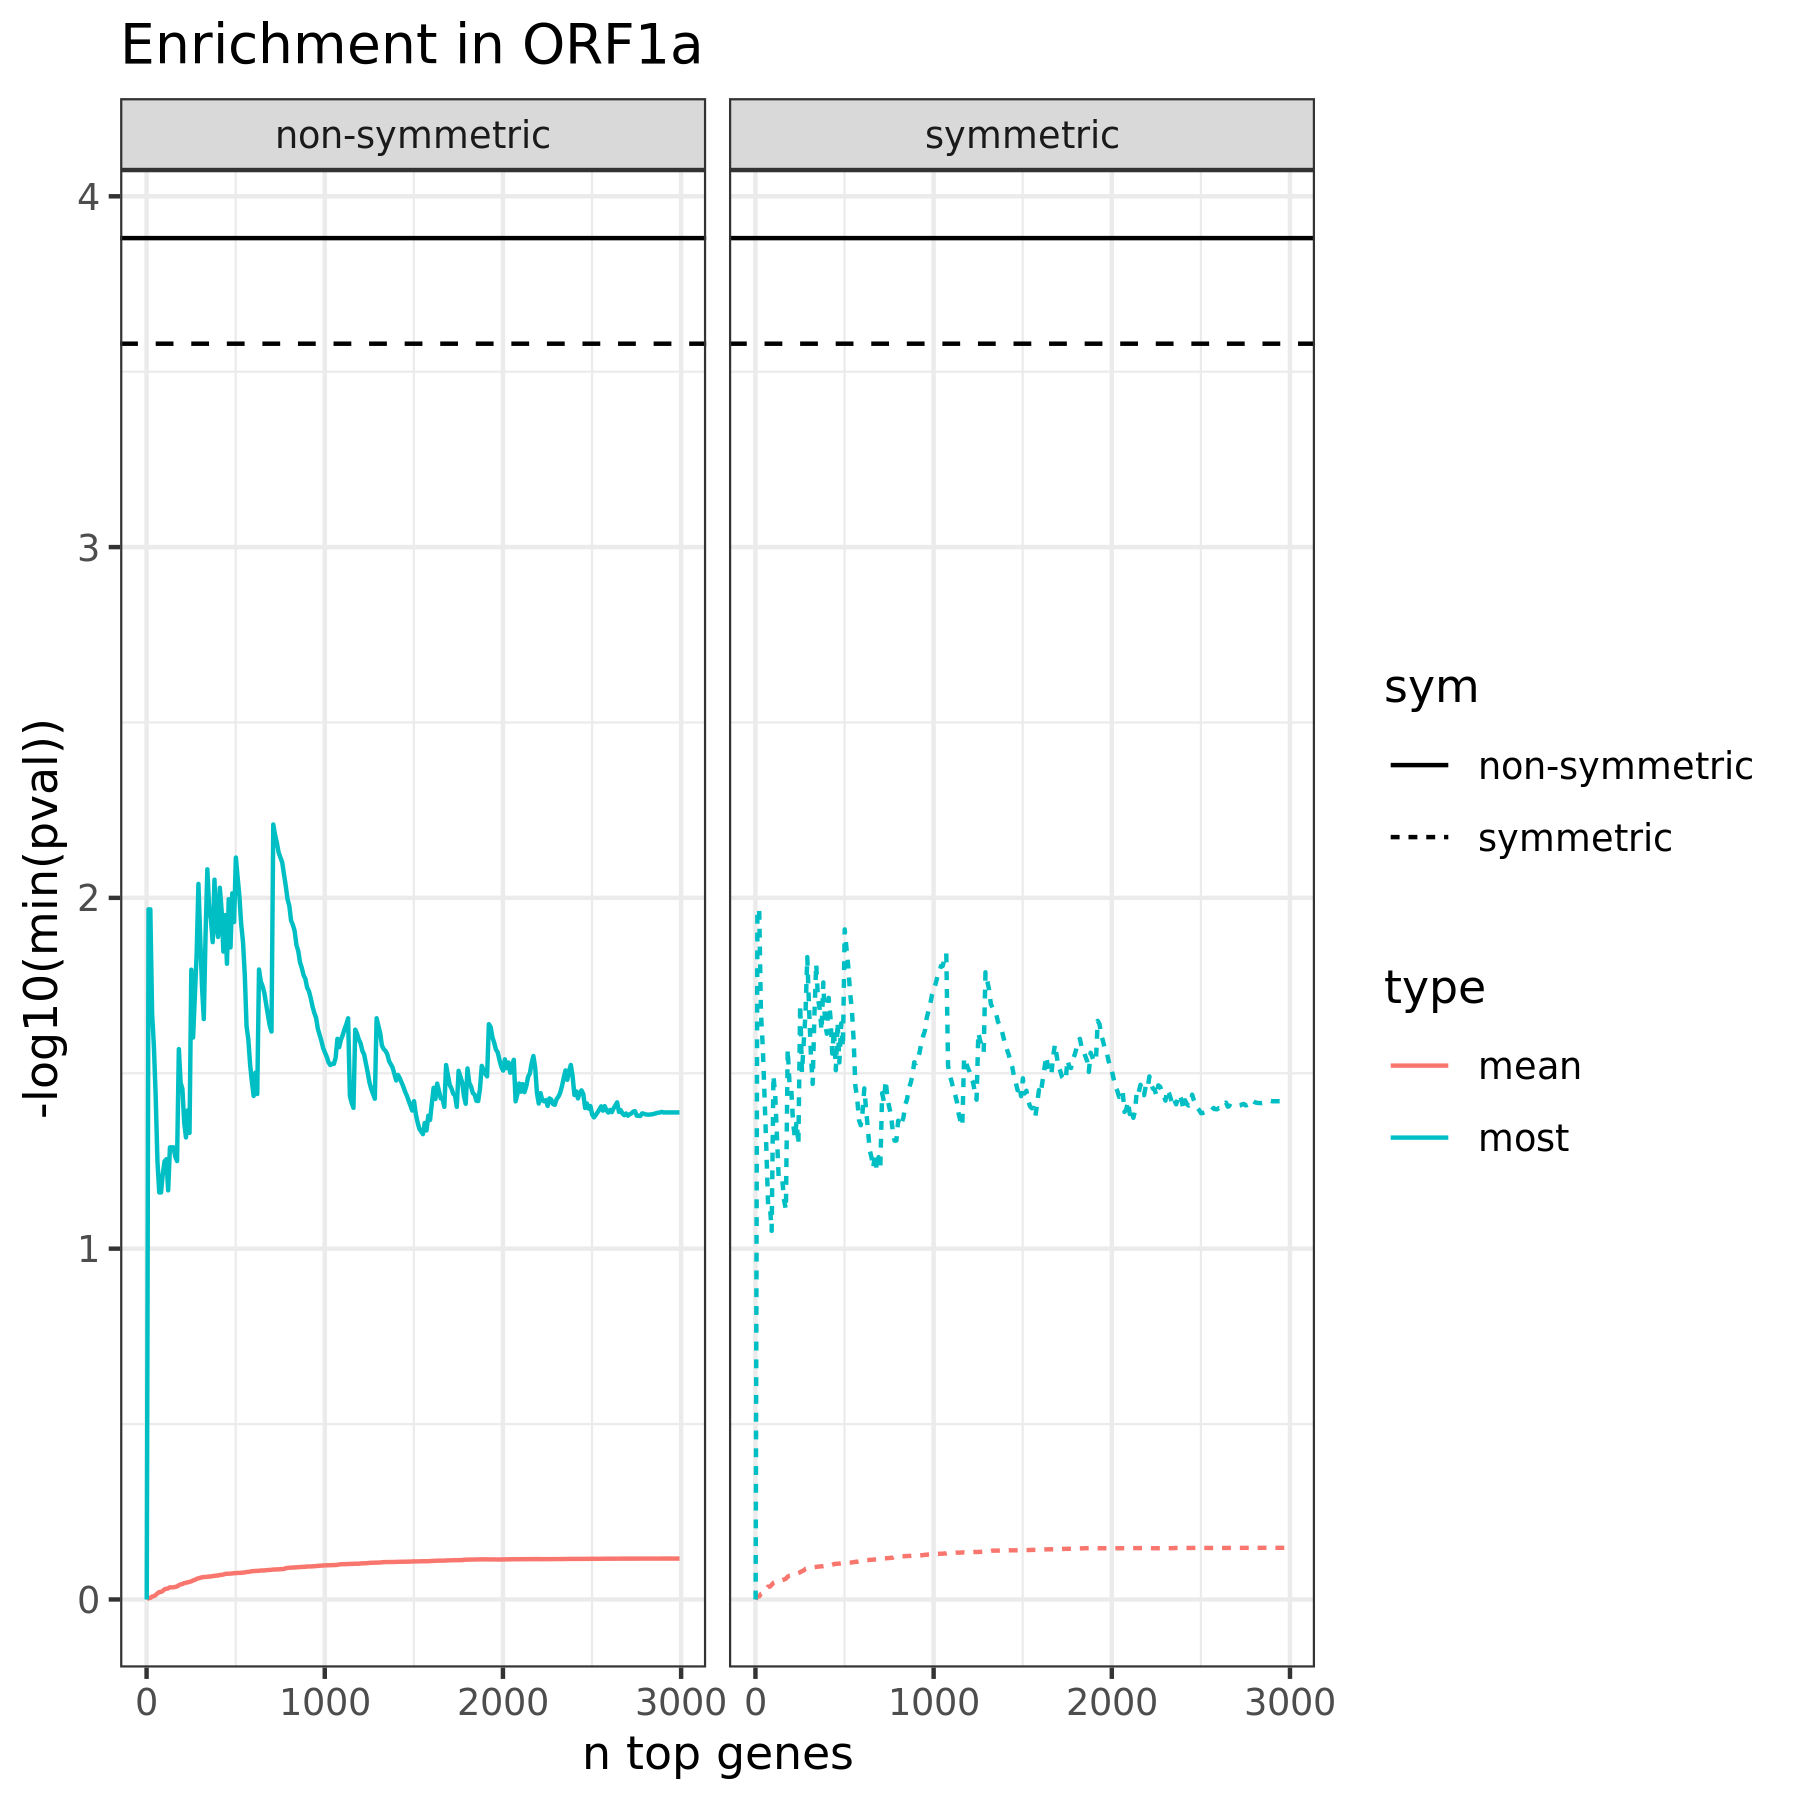 Enrichment in ORF1a
non-symmetric
symmetric
-log10(min(pval))
4
3
2
1
0
0 1000 2000 3000
0 1000 2000 3000
n top genes
sym
non-symmetric
symmetric
type
mean
most